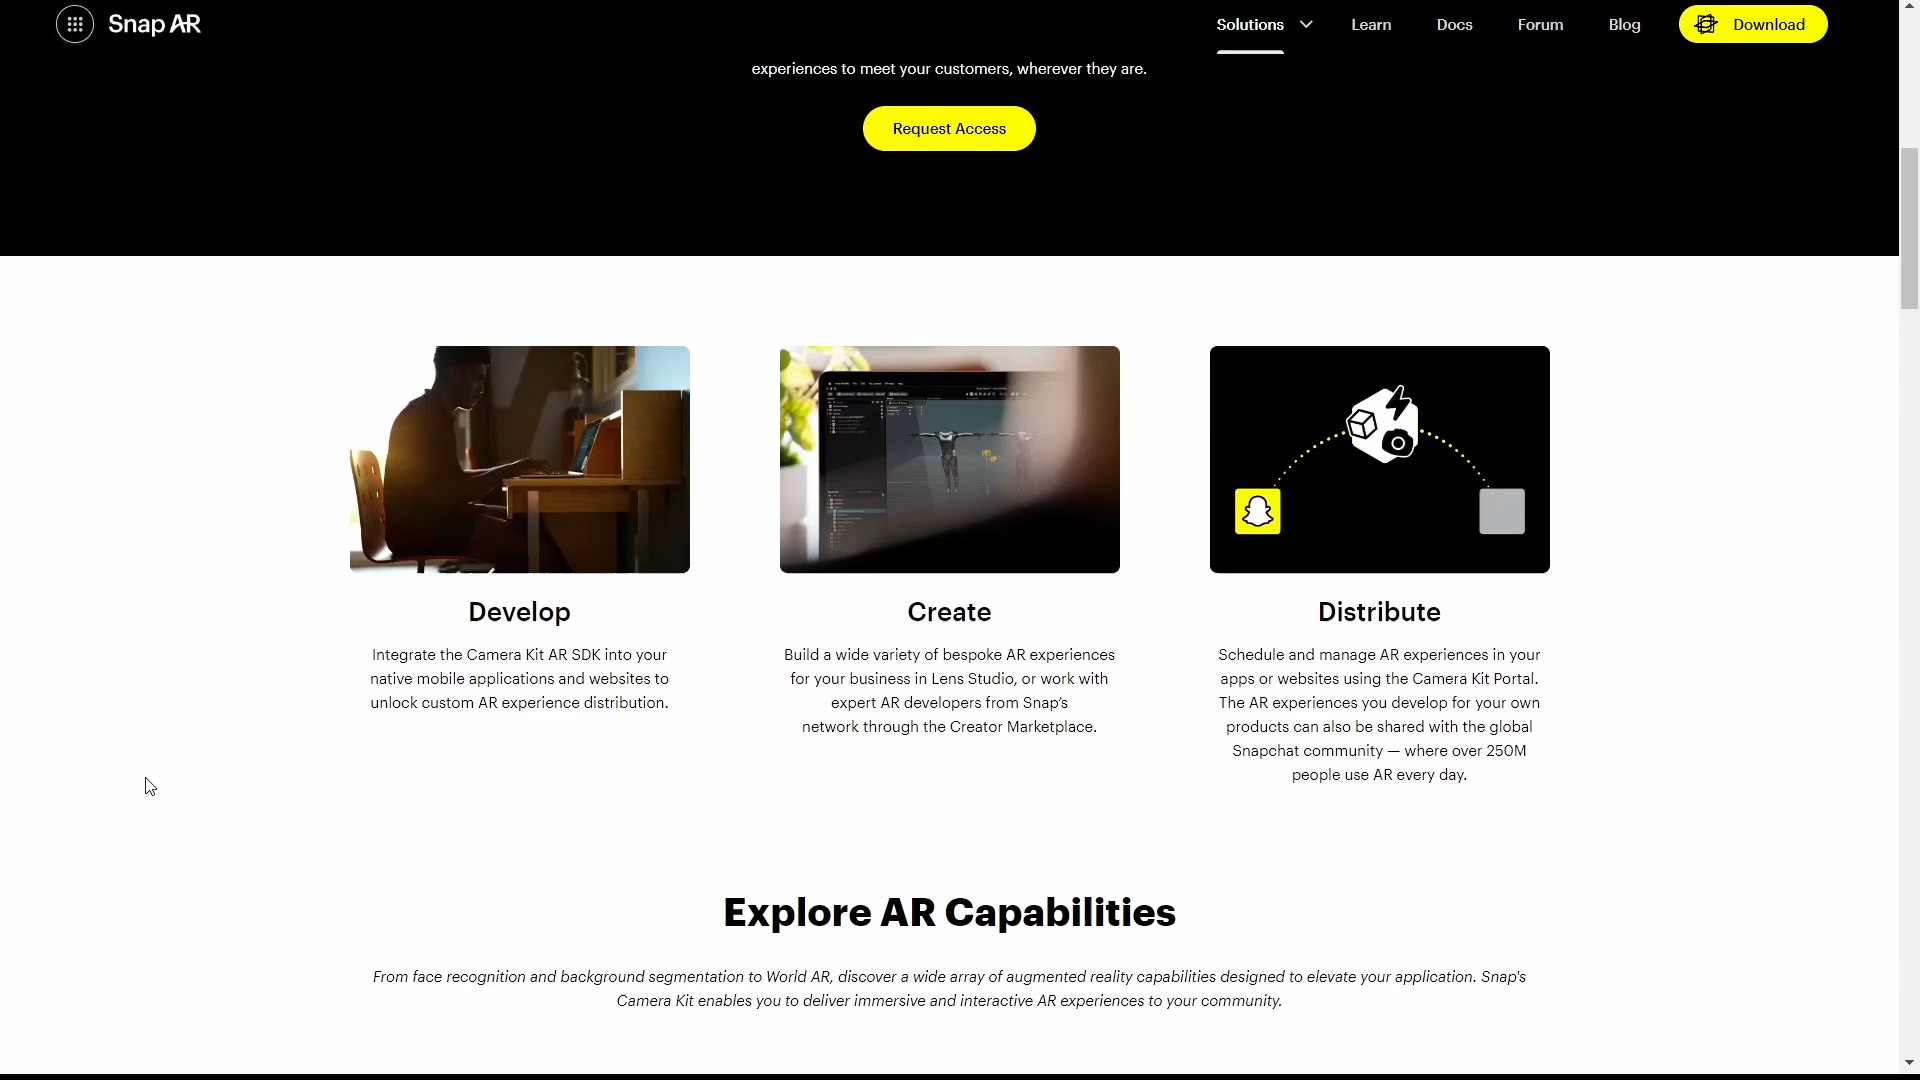 Snap AR
Solutions
Learn
Docs
Forum
Blog
Download
experiences to meet your customers, wherever they are.
Request Access
Develop
Integrate the Camera Kit AR SDK into your
native mobile applications and websites to
unlock custom AR experience distribution.
Create
Build a wide variety of bespoke AR experiences
for your business in Lens Studio, or work with
expert AR developers from Snap’s
network through the Creator Marketplace.
Distribute
Schedule and manage AR experiences in your
apps or websites using the Camera Kit Portal.
The AR experiences you develop for your own
products can also be shared with the global
Snapchat community — where over 250M
people use AR every day.
Explore AR Capabilities
From face recognition and background segmentation to World AR, discover a wide array of augmented reality capabilities designed to elevate your application. Snap's
Camera Kit enables you to deliver immersive and interactive AR experiences to your community.